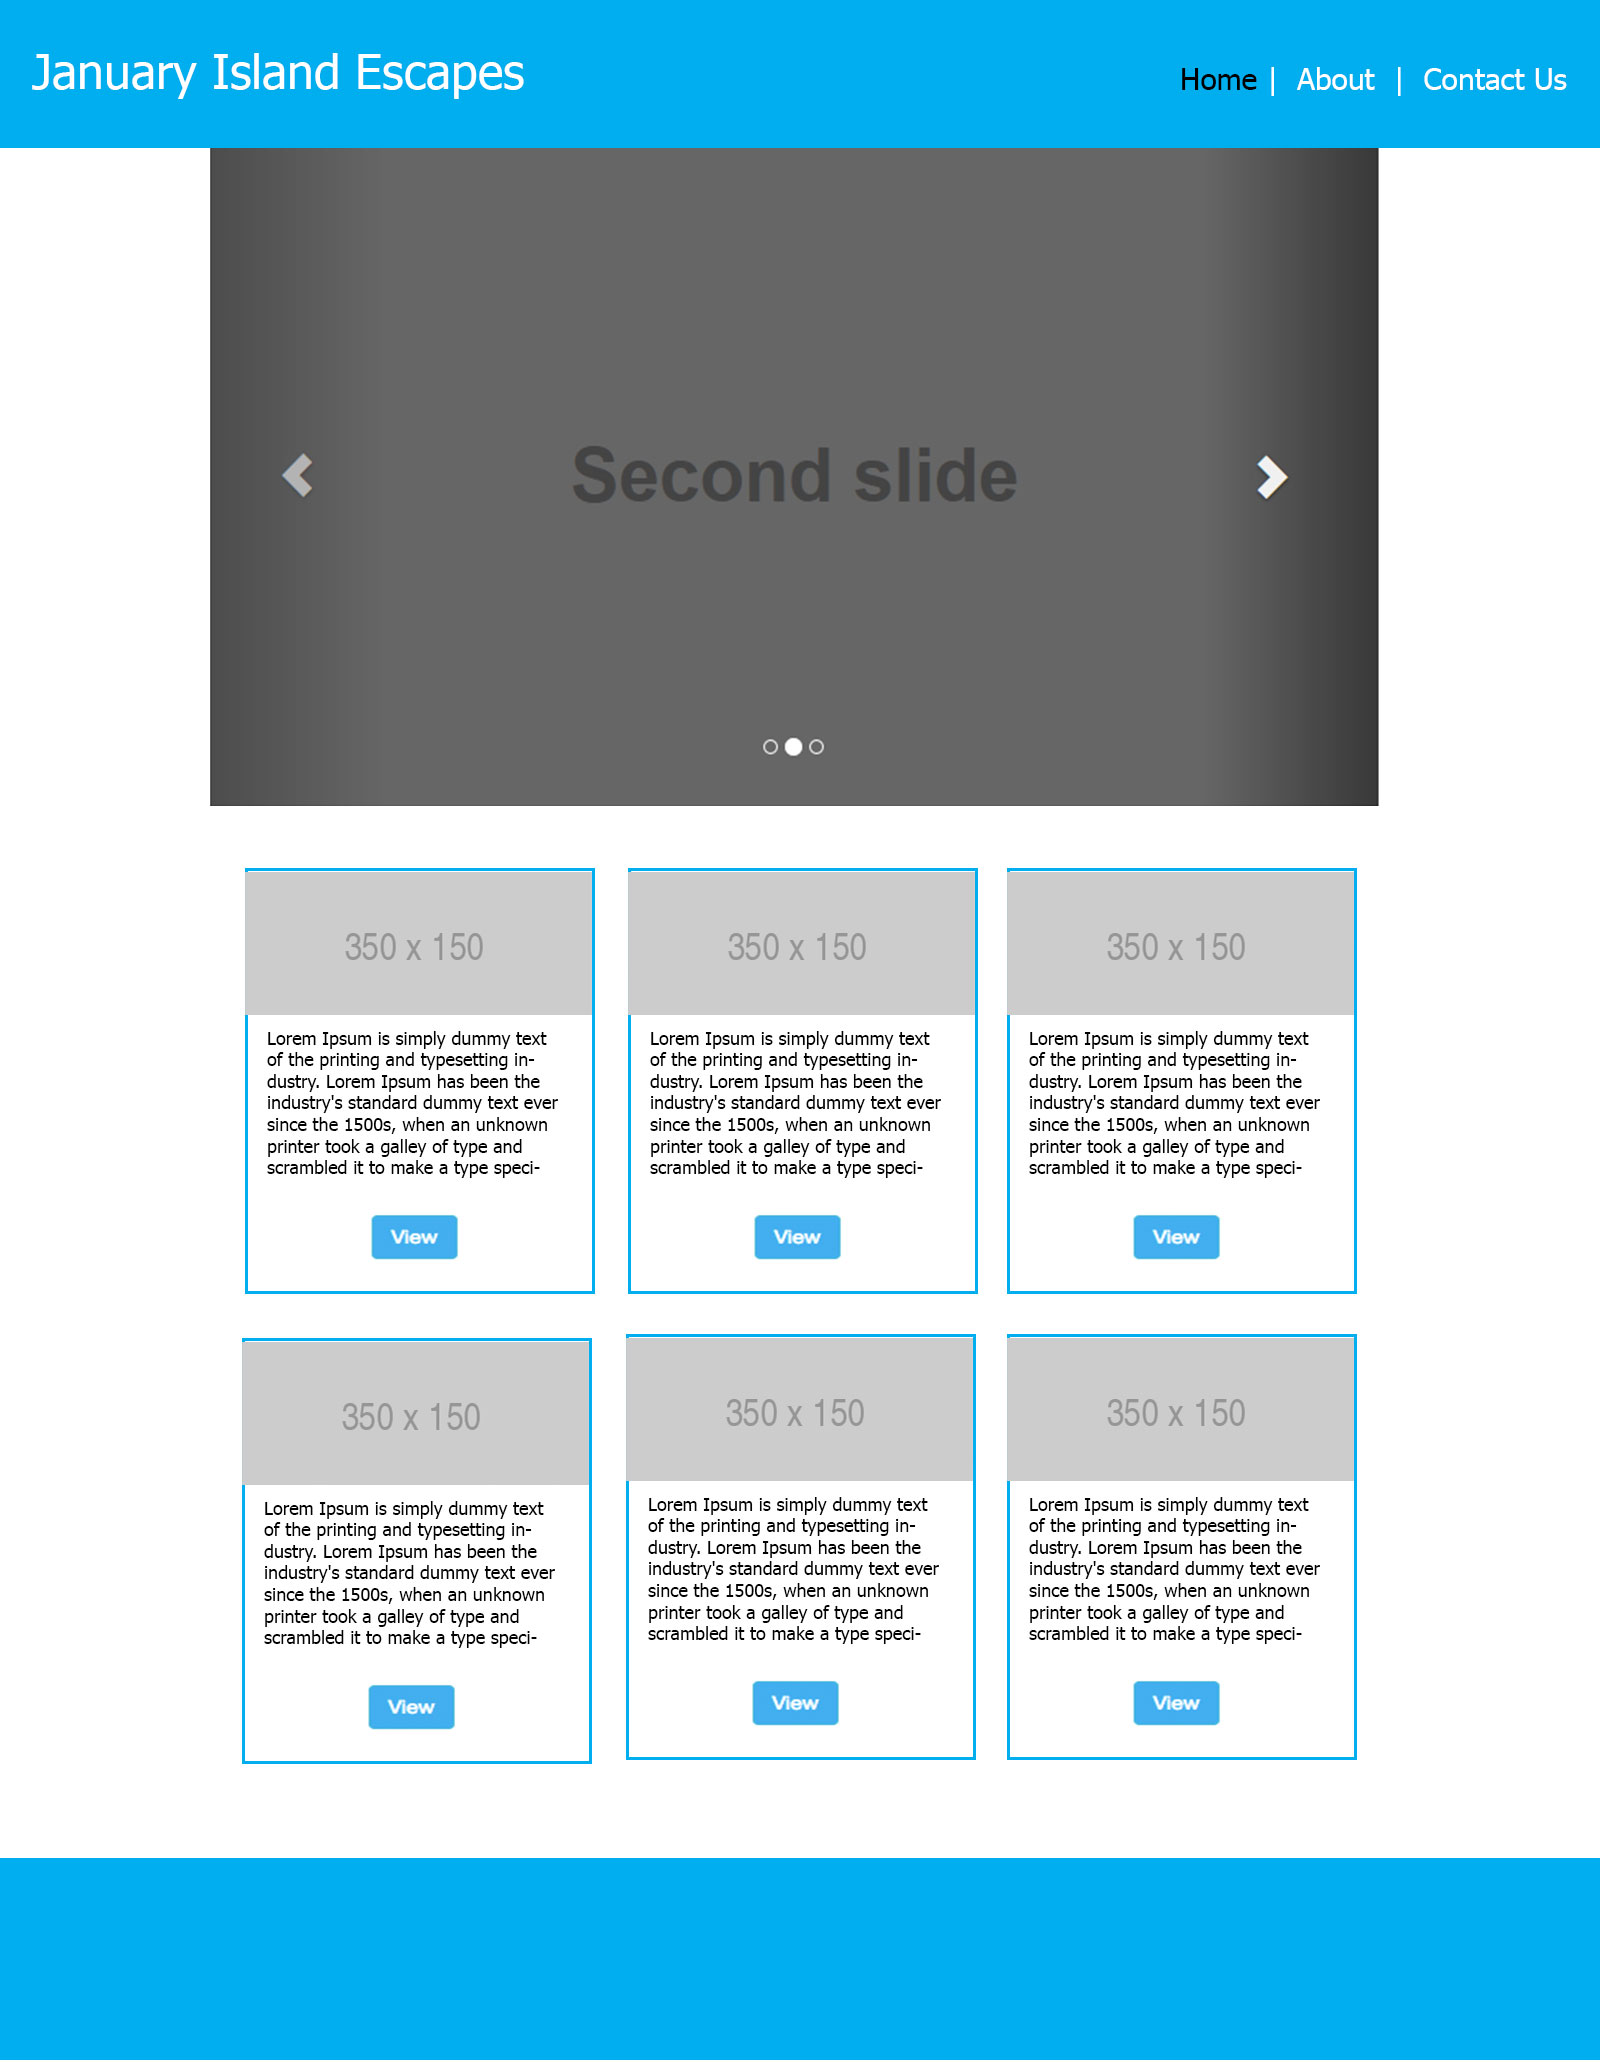 January Island Escapes
Home | About | Contact Us
Second slide
350 x 150
Lorem Ipsum is simply dummy text
of the printing and typesetting in-
dustry. Lorem Ipsum has been the
industry's standard dummy text ever
since the 1500s, when an unknown
printer took a galley of type and
scrambled it to make a type speci-
View
350 x 150
Lorem Ipsum is simply dummy text
of the printing and typesetting in-
dustry. Lorem Ipsum has been the
industry's standard dummy text ever
since the 1500s, when an unknown
printer took a galley of type and
scrambled it to make a type speci-
View
350 x 150
Lorem Ipsum is simply dummy text
of the printing and typesetting in-
dustry. Lorem Ipsum has been the
industry's standard dummy text ever
since the 1500s, when an unknown
printer took a galley of type and
scrambled it to make a type speci-
View
350 x 150
Lorem Ipsum is simply dummy text
of the printing and typesetting in-
dustry. Lorem Ipsum has been the
industry's standard dummy text ever
since the 1500s, when an unknown
printer took a galley of type and
scrambled it to make a type speci-
View
350 x 150
Lorem Ipsum is simply dummy text
of the printing and typesetting in-
dustry. Lorem Ipsum has been the
industry's standard dummy text ever
since the 1500s, when an unknown
printer took a galley of type and
scrambled it to make a type speci-
View
350 x 150
Lorem Ipsum is simply dummy text
of the printing and typesetting in-
dustry. Lorem Ipsum has been the
industry's standard dummy text ever
since the 1500s, when an unknown
printer took a galley of type and
scrambled it to make a type speci-
View